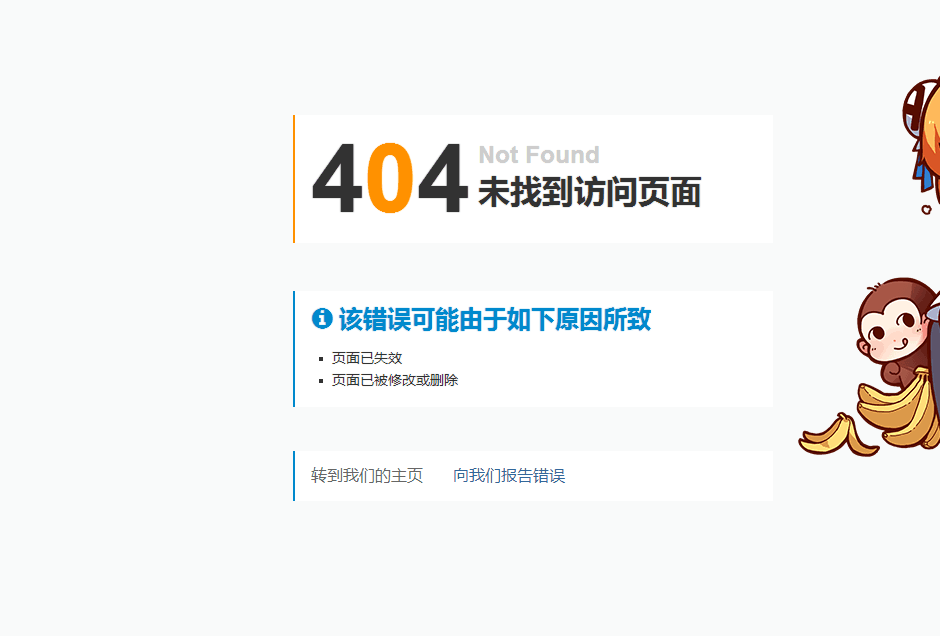 404
Not Found
未找到访问页面
该错误可能由于如下原因所致
页面已失效
页面已被修改或删除
转到我们的主页 向我们报告错误